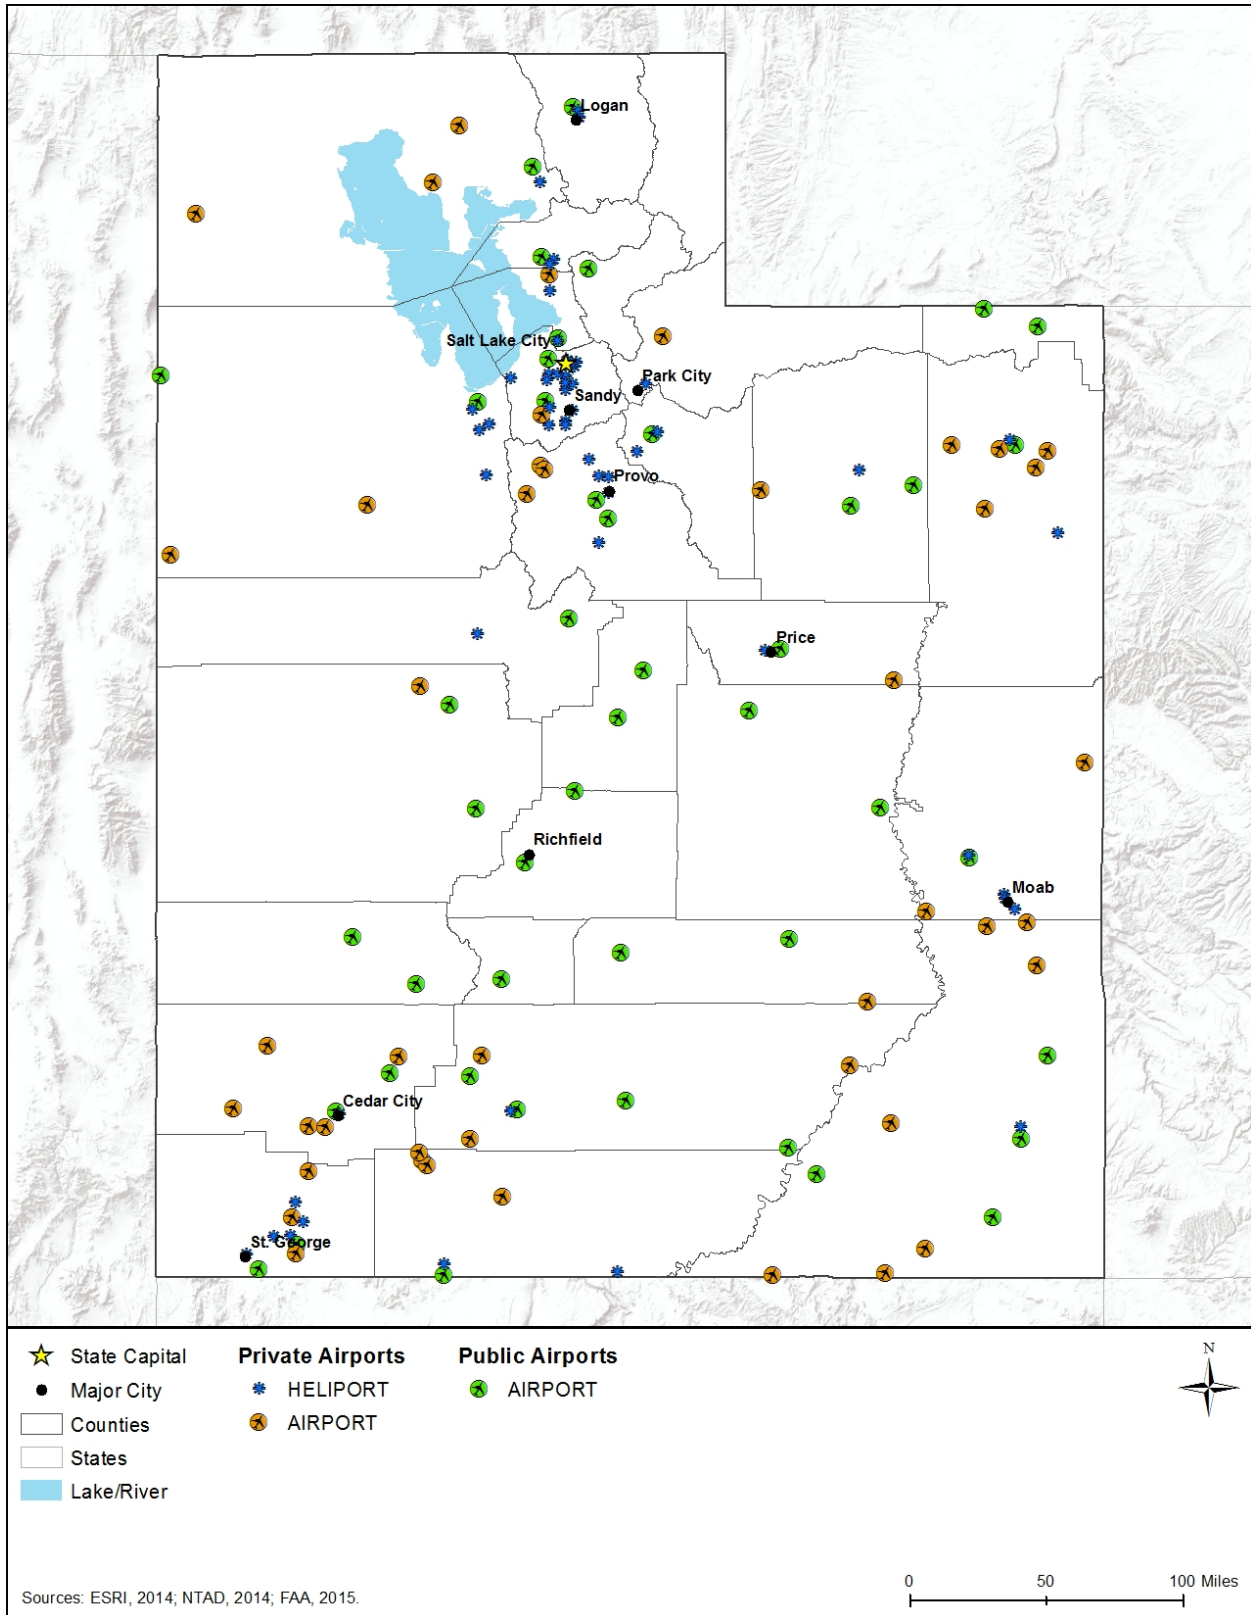 Logan
Salt Lake City
Park City
Sandy
Provo
Price
Richfield
Moab
Cedar City
St. George
State Capital
Major City
Counties
States
Lake/River
Private Airports
HELIPORT
AIRPORT
Public Airports
AIRPORT
N
Sources: ESRI, 2014; NTAD, 2014; FAA, 2015.
0 50 100 Miles